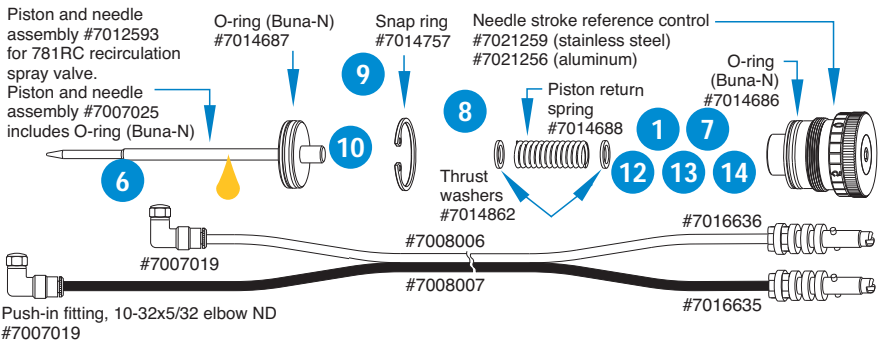 Piston and needle
assembly #7012593
for 781RC recirculation
spray valve.
Piston and needle
assembly #7007025
includes O-ring (Buna-N)
O-ring (Buna-N)
#7014687
Snap ring
#7014757
Needle stroke reference control
#7021259 (stainless steel)
#7021256 (aluminum)
O-ring
(Buna-N)
#7014686
Piston return
spring
#7014688
9
8
1
7
10
6
12
13
14
Thrust
washers
#7014862
#7016636
#7008006
#7007019
#7008007
#7016635
Push-in fitting, 10-32x5/32 elbow ND
#7007019